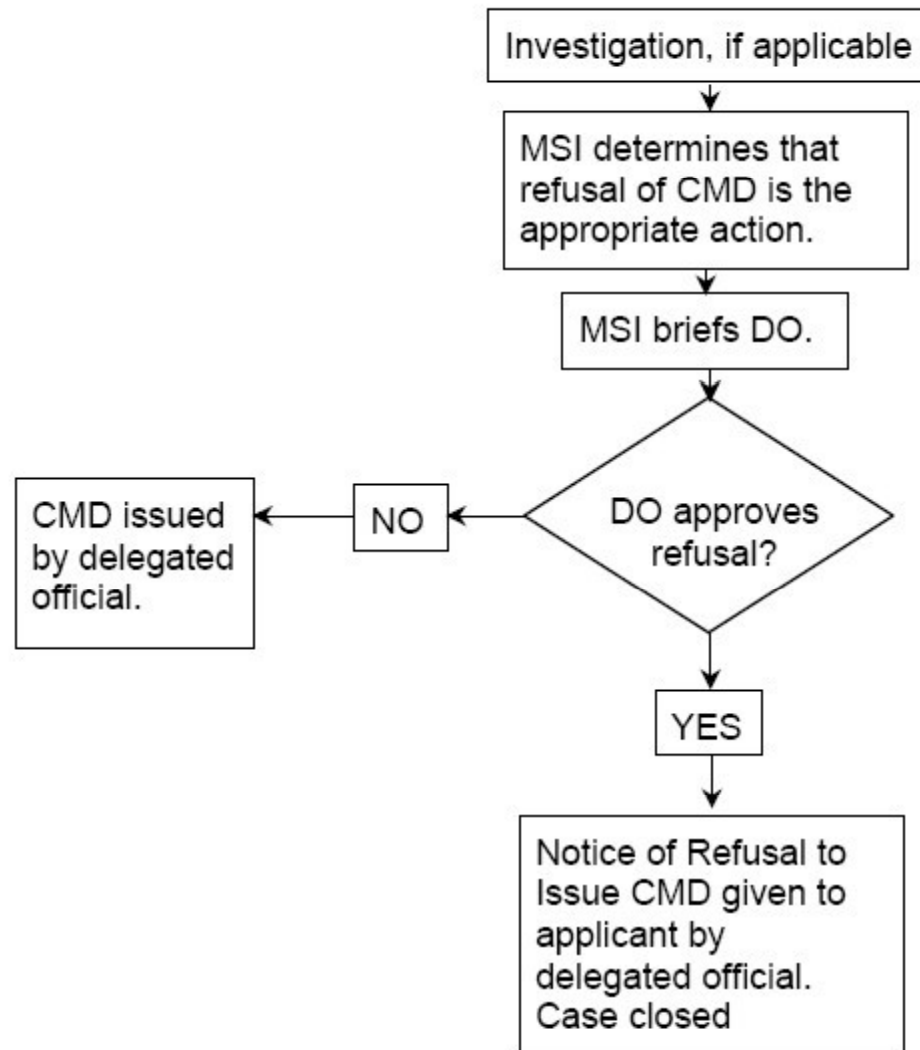 Investigation, if applicable
MSI determines that
refusal of CMD is the
appropriate action.
MSI briefs DO.
DO approves
refusal?
NO
CMD issued
by delegated
official.
YES
Notice of Refusal to
Issue CMD given to
applicant by
delegated official.
Case closed